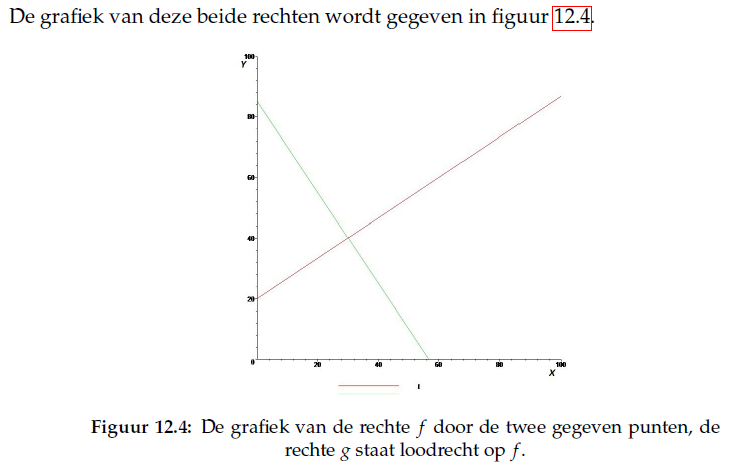 De grafiek van deze beide rechten wordt gegeven in figuur 12.4.
100
Y
80
60
40
20
0
20 40 60 80 100
X
Figuur 12.4: De grafiek van de rechte f door de twee gegeven punten, de
rechte g staat loodrecht op f.